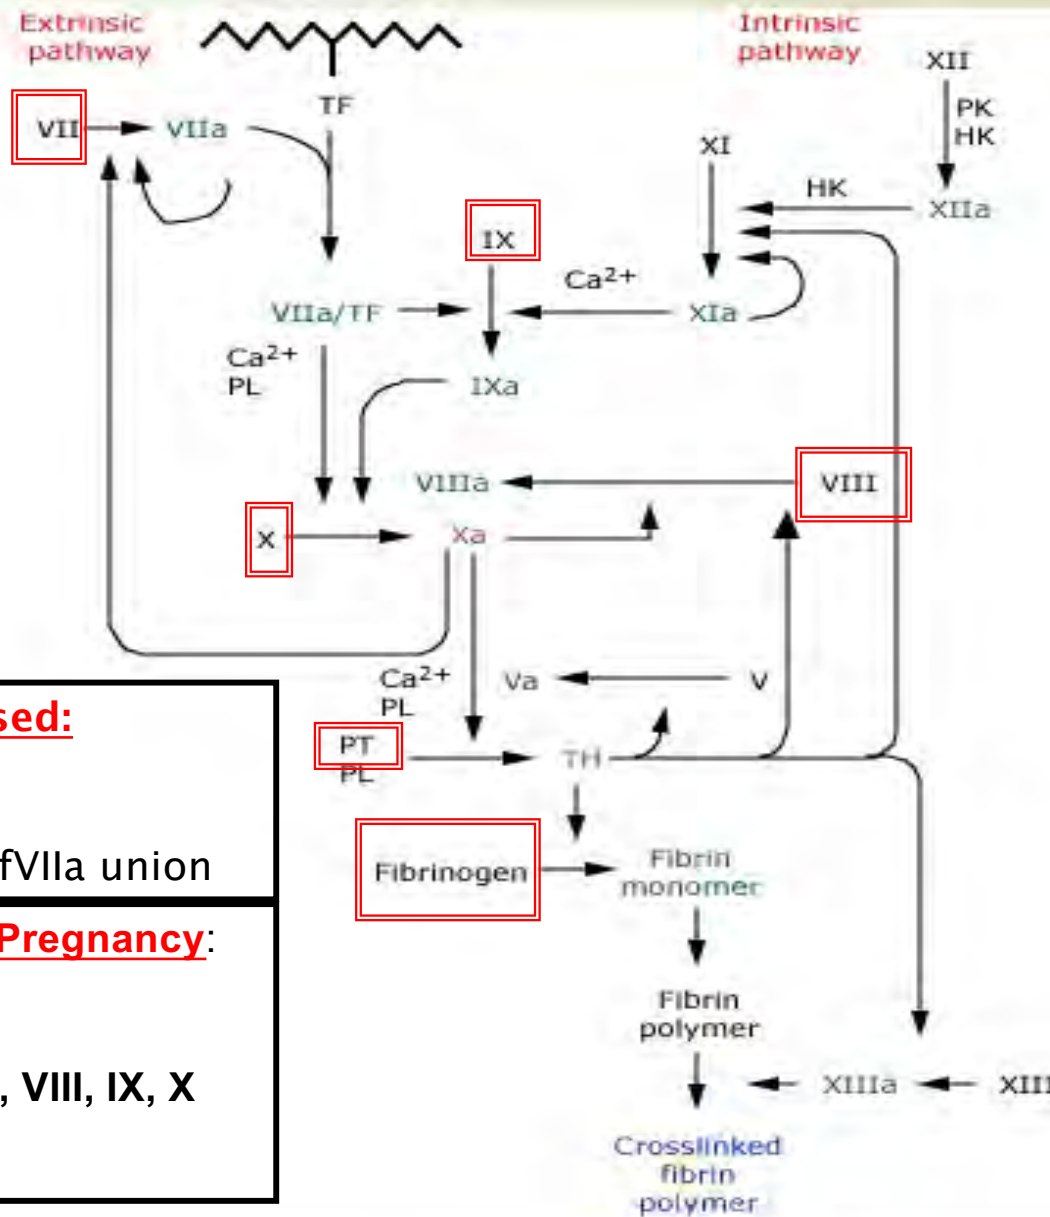 Extrinsic
pathway
Intrinsic
pathway
XII
TF
PK
HK
VII
VIIa
XI
HK
XIIa
IX
Ca2+
VIIa/TF
XIa
Ca2+
PL
IXa
VIIIa
VIII
X
Xa
Ca2+
PL
Va
V
PT
PL
TH
Fibrinogen
Fibrin
monomer
Fibrin
polymer
XIIIa
XIII
Crosslinked
fibrin
polymer
sed:
fVIIa union
Pregnancy:
, VIII, IX, X